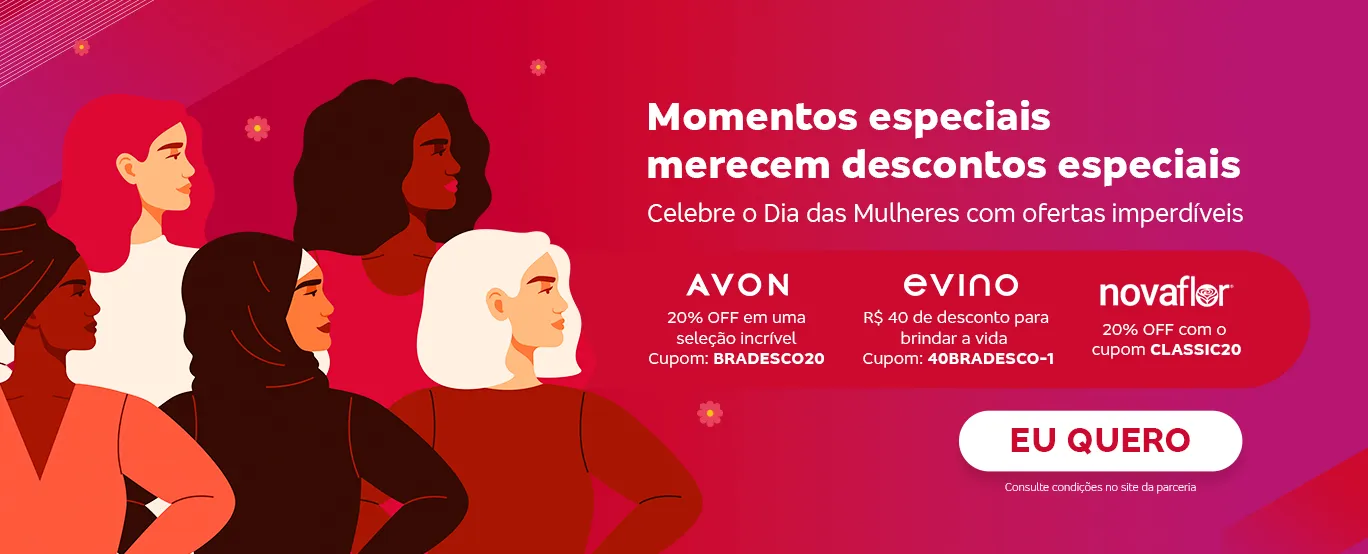 Momentos especiais
merecem descontos especiais
Celebre o Dia das Mulheres com ofertas imperdíveis
AVON
20% OFF em uma
seleção incrível
Cupom: BRADESCO20
evino
R$ 40 de desconto para
brindar a vida
Cupom: 40BRADESCO-1
novaflor
20% OFF com o
cupom CLASSIC20
EU QUERO
Consulte condições no site da parceria